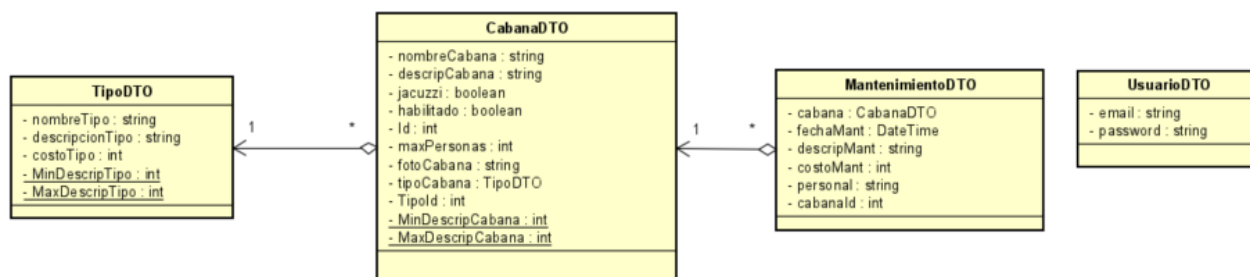 TipoDTO
- nombreTipo : string
- descripcionTipo : string
- costoTipo : int
- MinDescripTipo : int
- MaxDescripTipo : int
1
*
CabanaDTO
- nombreCabana : string
- descripCabana : string
- jacuzzi : boolean
- habilitado : boolean
- Id : int
- maxPersonas : int
- fotoCabana : string
- tipoCabana : TipoDTO
- TipoId : int
- MinDescripCabana : int
- MaxDescripCabana : int
1
*
MantenimientoDTO
- cabana : CabanaDTO
- fechaMant : DateTime
- descripMant : string
- costoMant : int
- personal : string
- cabanaId : int
UsuarioDTO
- email : string
- password : string